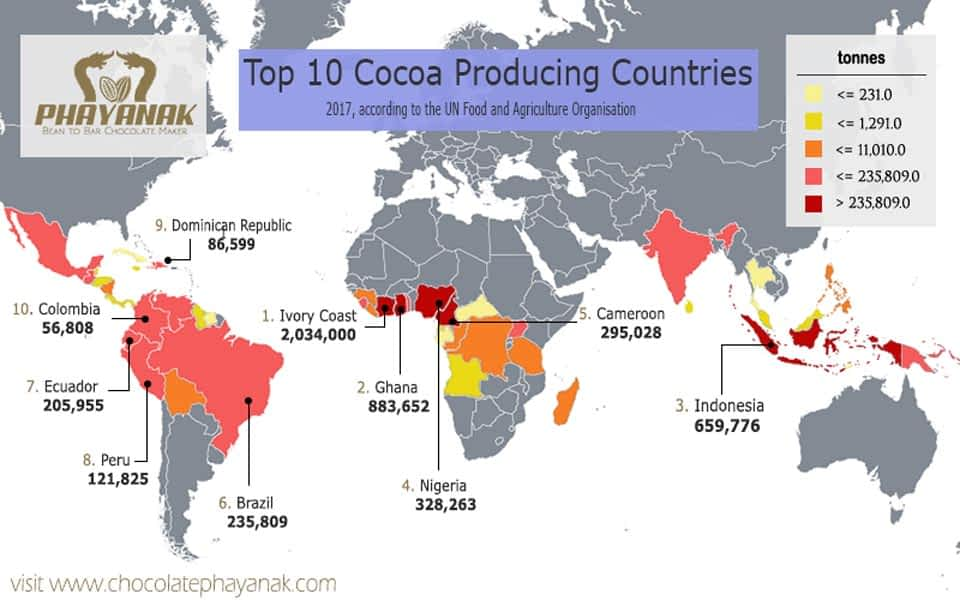 PHAYANAK
BEAN TO BAR CHOCOLATE MAKER
Top 10 Cocoa Producing Countries
2017, according to the UN Food and Agriculture Organisation
tonnes
<= 231.0
<= 1,291.0
<= 11,010.0
<= 235,809.0
> 235,809.0
9. Dominican Republic
86,599
10. Colombia
56,808
1. Ivory Coast
2,034,000
5. Cameroon
295,028
7. Ecuador
205,955
2. Ghana
883,652
3. Indonesia
659,776
8. Peru
121,825
6. Brazil
235,809
4. Nigeria
328,263
visit www.chocolatephayanak.com